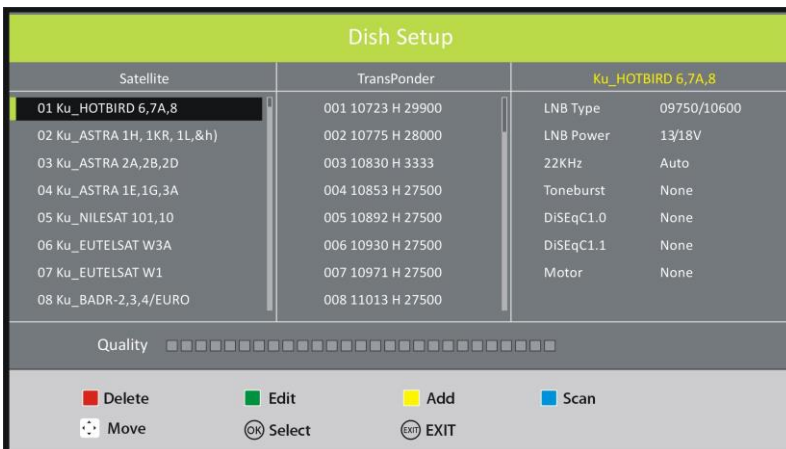 Dish Setup
Satellite
TransPonder
Ku_HOTBIRD 6,7A,8
01 Ku_HOTBIRD 6,7A,8
02 Ku_ASTRA 1H, 1KR, 1L,&h)
03 Ku_ASTRA 2A,2B,2D
04 Ku_ASTRA 1E,1G,3A
05 Ku_NILESAT 101,10
06 Ku_EUTELSAT W3A
07 Ku_EUTELSAT W1
08 Ku_BADR-2,3,4/EURO
001 10723 H 29900
002 10775 H 28000
003 10830 H 3333
004 10853 H 27500
005 10892 H 27500
006 10930 H 27500
007 10971 H 27500
008 11013 H 27500
LNB Type 09750/10600
LNB Power 13/18V
22KHz Auto
Toneburst None
DiSEqC1.0 None
DiSEqC1.1 None
Motor None
Quality
Delete Edit Add Scan
Move OK Select EXIT EXIT